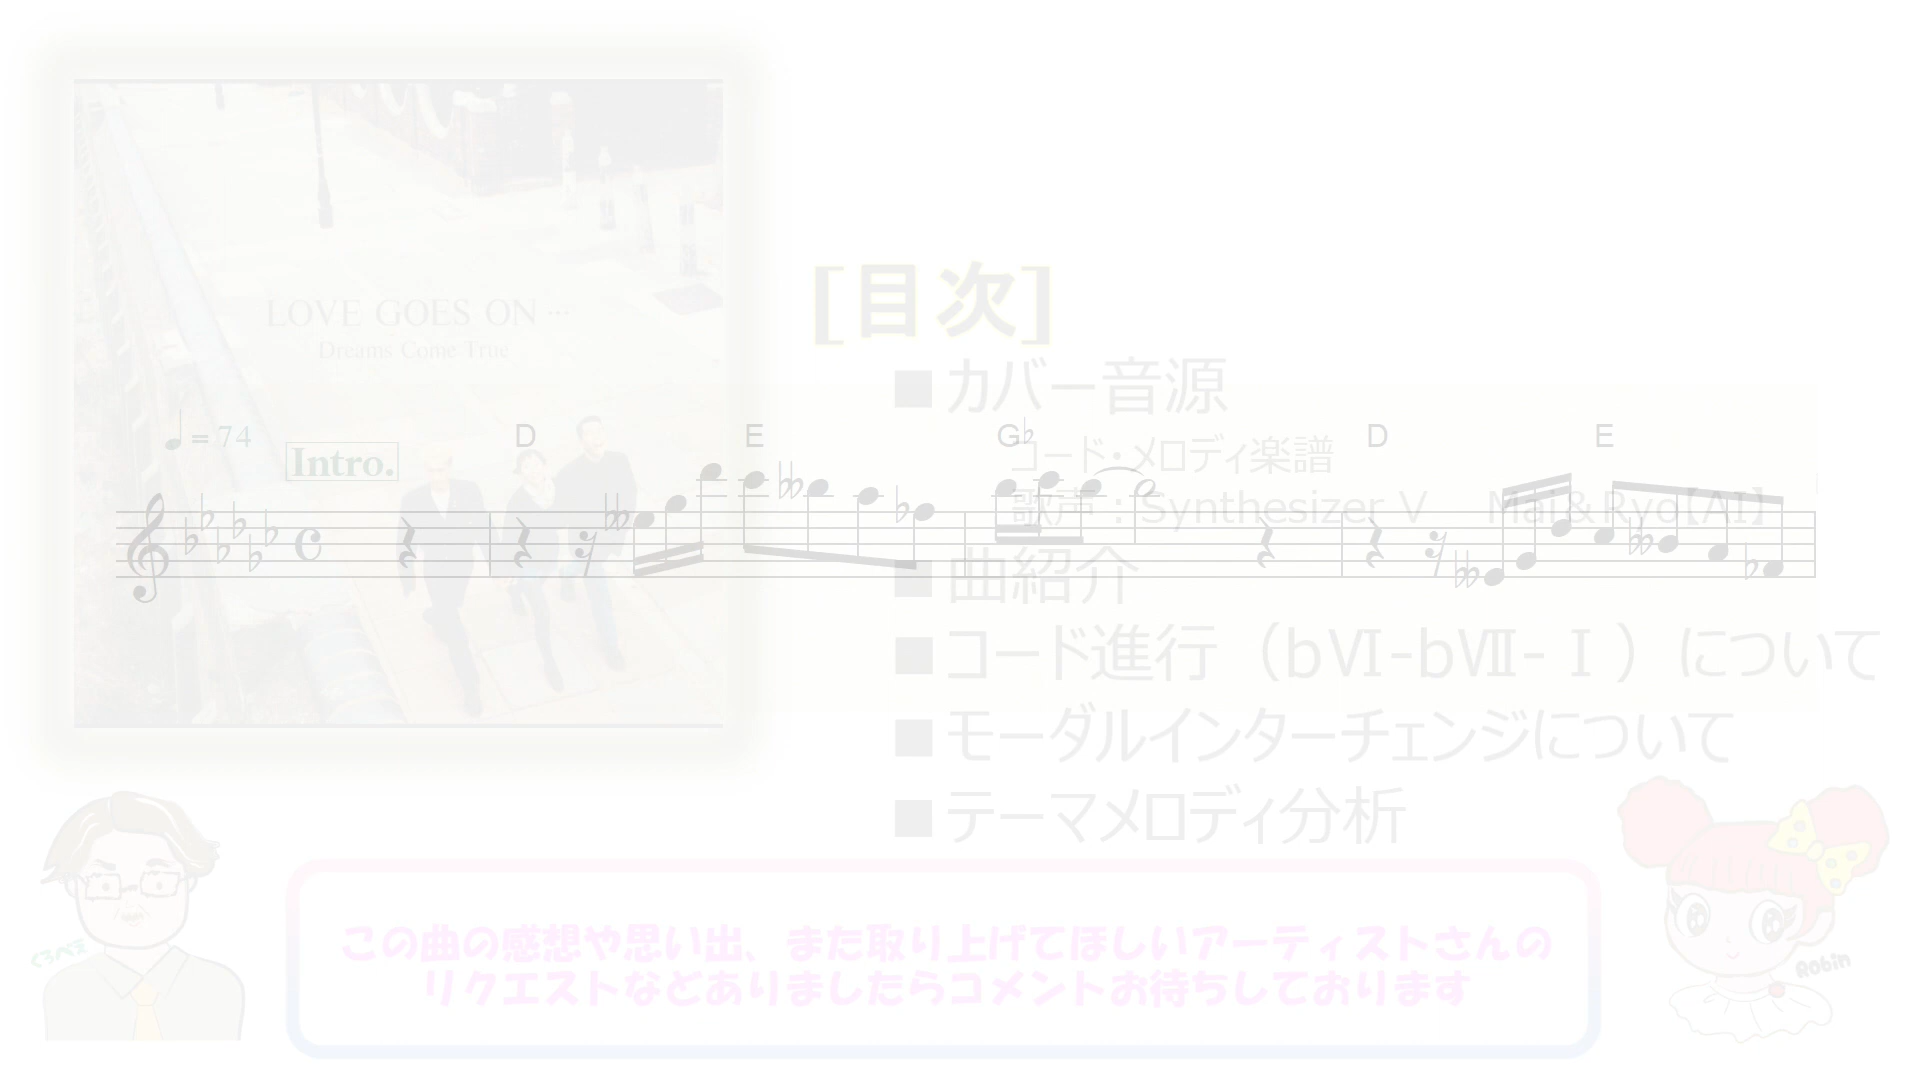 LOVE GOES ON…
Dreams Come True
[目次]
■カバー音源
コード・メロディ楽譜
歌声：Synthesizer V Mai＆Ryo【AI】
■曲紹介
■コード進行（bⅥ-bⅦ-Ⅰ）について
■モーダルインターチェンジについて
■テーマメロディ分析
♩= 74
Intro.
D E G♭ D E
くろべえ
Robin
この曲の感想や思い出、また取り上げてほしいアーティストさんの
リクエストなどありましたらコメントお待ちしております